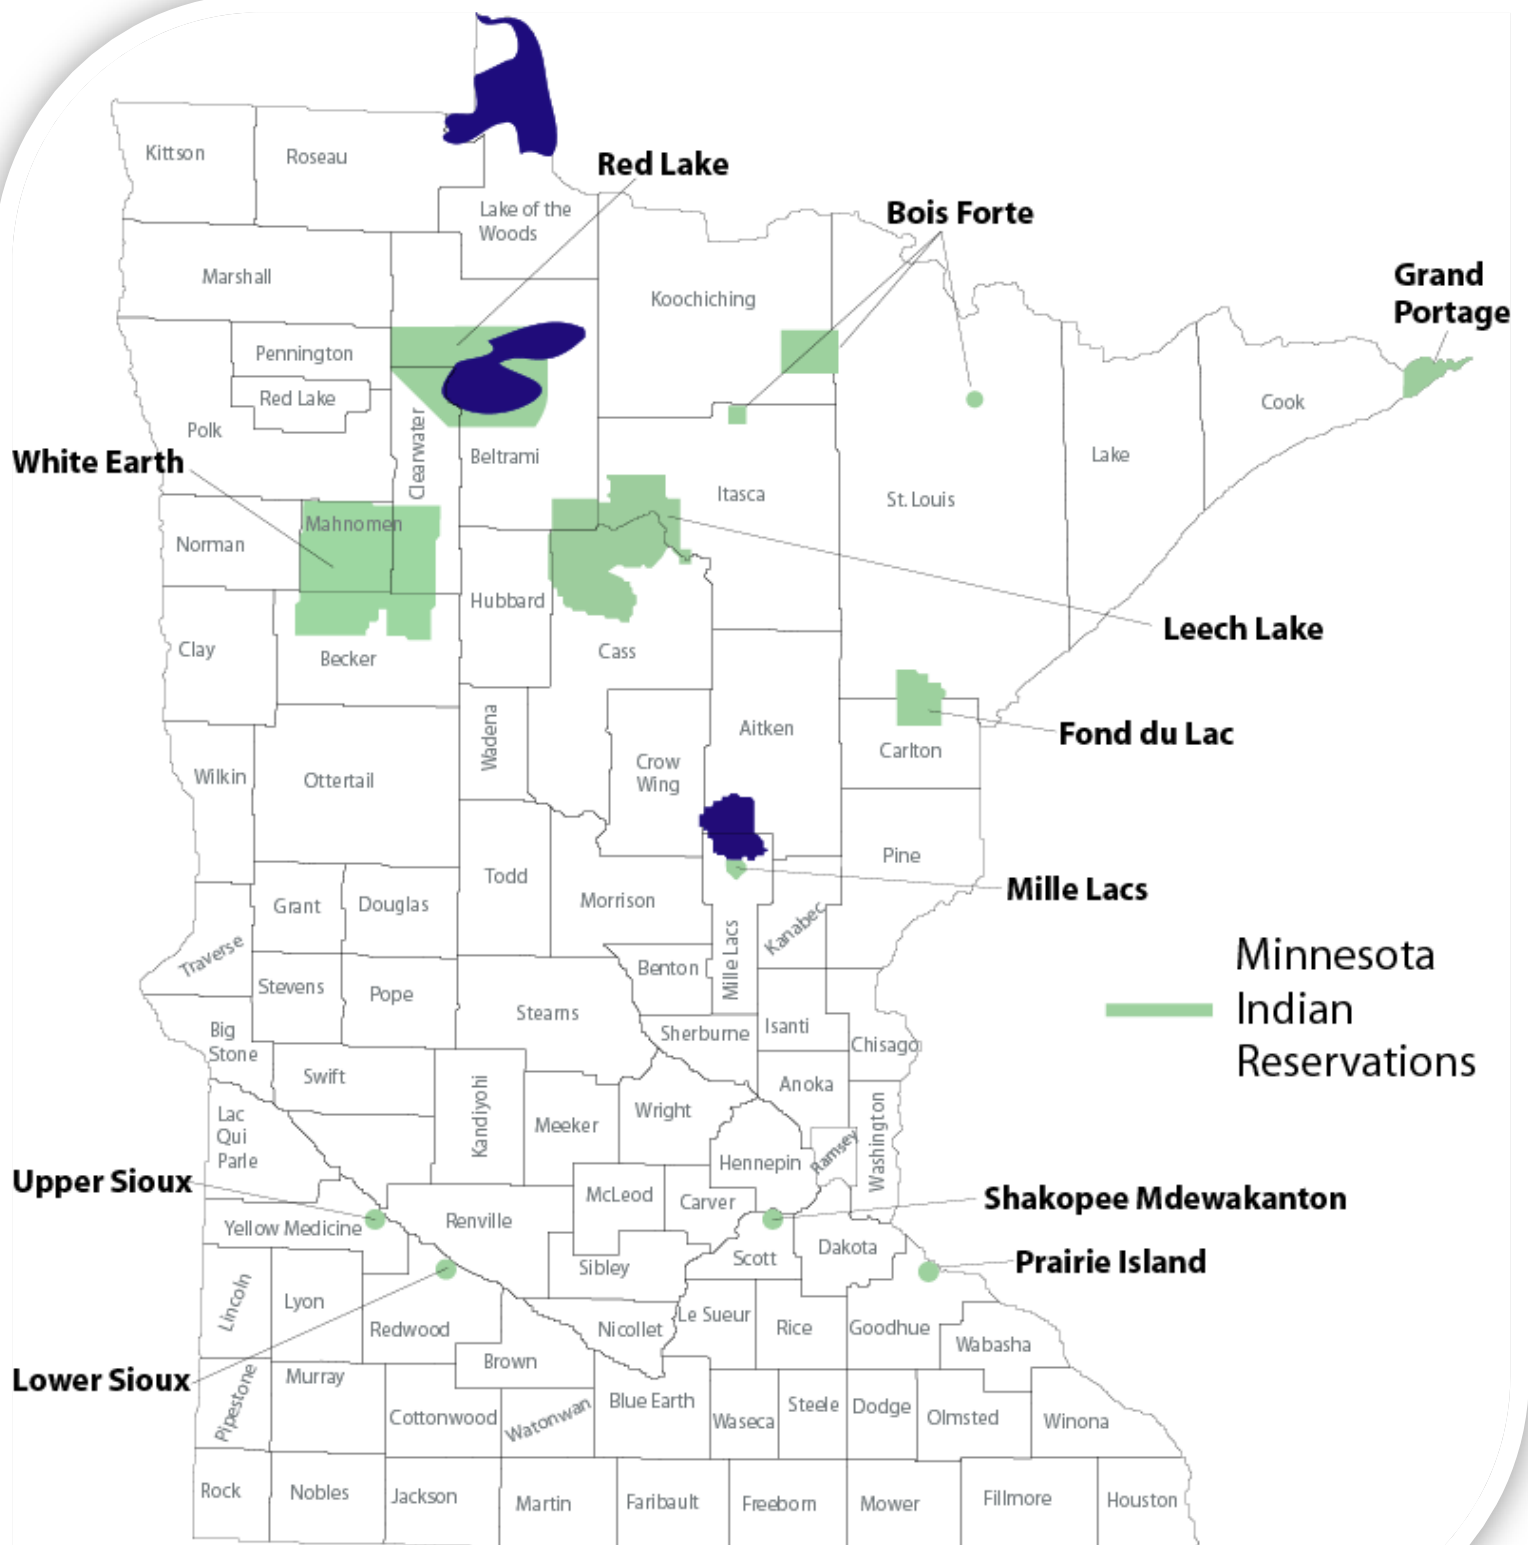 Kittson
Roseau
Red Lake
Lake of the
Woods
Bois Forte
Marshall
Koochiching
Grand
Portage
Pennington
Red Lake
Polk
Clearwater
Beltrami
Cook
Lake
White Earth
Itasca
St. Louis
Mahnomen
Norman
Hubbard
Leech Lake
Clay
Becker
Cass
Wadena
Aitken
Fond du Lac
Carlton
Wilkin
Ottertail
Crow
Wing
Pine
Todd
Morrison
Mille Lacs
Grant
Douglas
Kanabec
Traverse
Benton
Mille Lacs
Minnesota
Indian
Reservations
Stevens
Pope
Stearns
Sherburne
Isanti
Chisago
Big
Stone
Swift
Kandiyohi
Anoka
Lac
Qui
Parle
Meeker
Wright
Hennepin
Ramsey
Washington
Upper Sioux
McLeod
Carver
Shakopee Mdewakanton
Yellow Medicine
Renville
Scott
Dakota
Prairie Island
Sibley
Lincoln
Lyon
Redwood
Nicollet
Le Sueur
Rice
Goodhue
Wabasha
Brown
Lower Sioux
Pipestone
Murray
Cottonwood
Watonwan
Blue Earth
Waseca
Steele
Dodge
Olmsted
Winona
Rock
Nobles
Jackson
Martin
Faribault
Freeborn
Mower
Fillmore
Houston